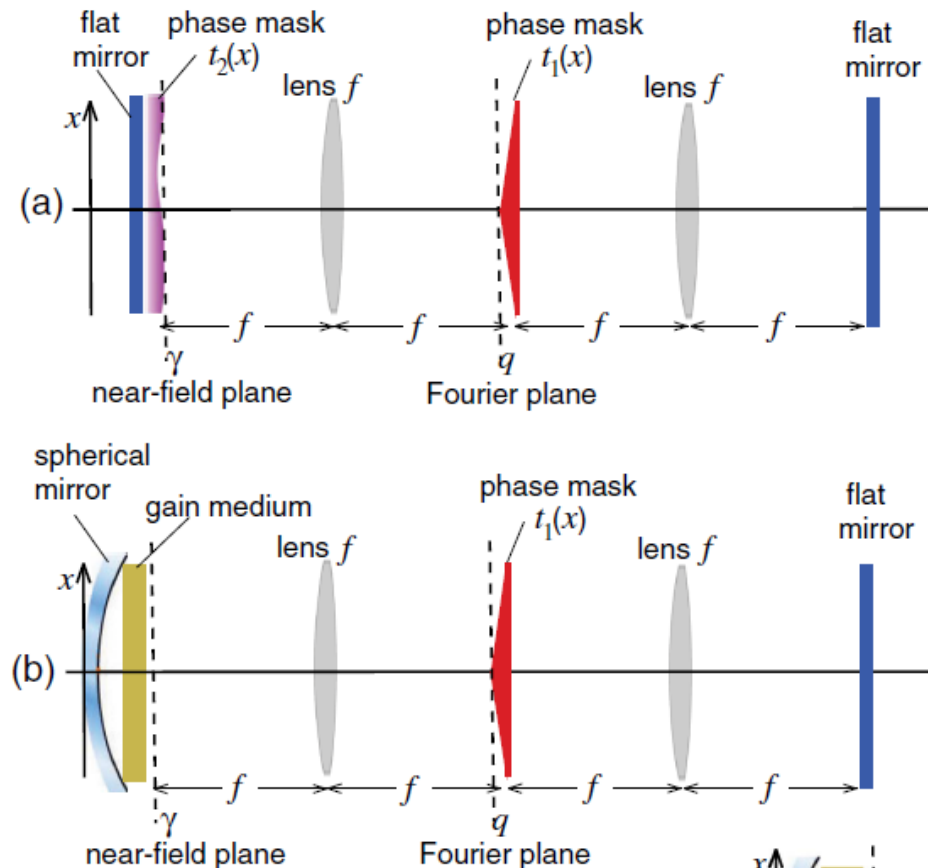 flat
mirror
phase mask
t₂(x)
lens f
phase mask
t₁(x)
lens f
flat
mirror
x
(a)
f
f
f
f
γ
q
near-field plane
Fourier plane
spherical
mirror
gain medium
lens f
phase mask
t₁(x)
lens f
flat
mirror
x
(b)
f
f
f
f
γ
q
near-field plane
Fourier plane
x